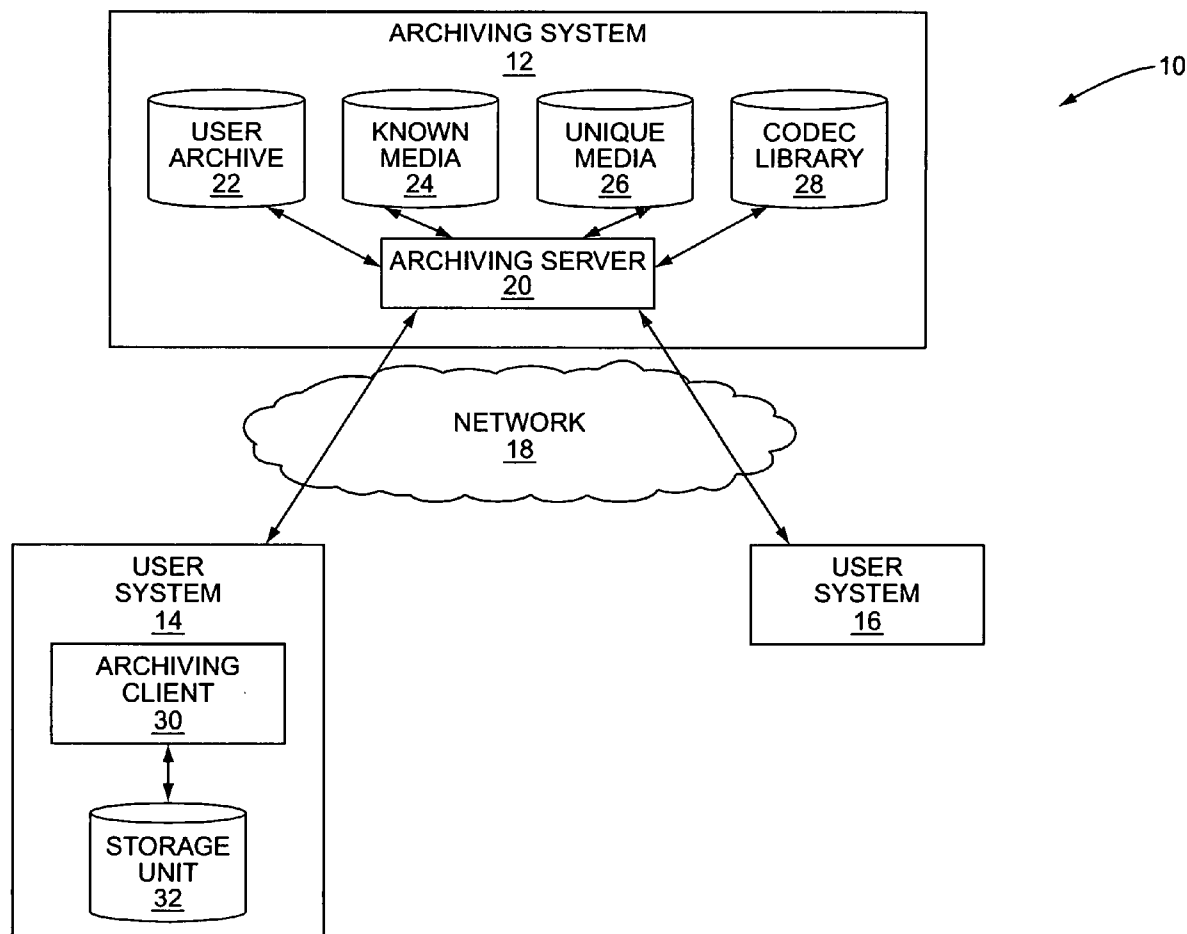 ARCHIVING SYSTEM
12
10
USER
ARCHIVE
22
KNOWN
MEDIA
24
UNIQUE
MEDIA
26
CODEC
LIBRARY
28
ARCHIVING SERVER
20
NETWORK
18
USER
SYSTEM
14
ARCHIVING
CLIENT
30
STORAGE
UNIT
32
USER
SYSTEM
16